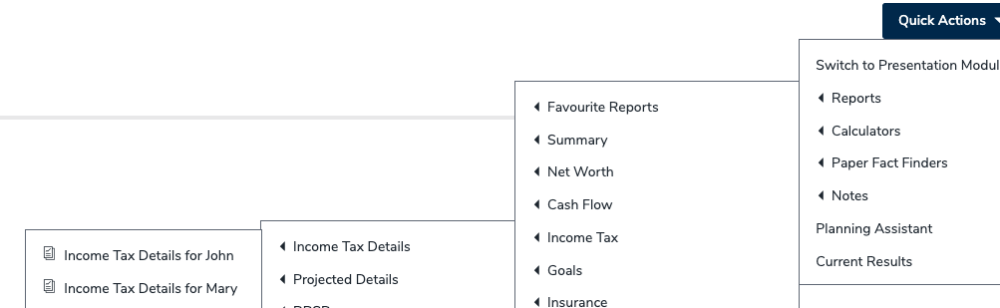 Quick Actions
Switch to Presentation Modul
Reports
Calculators
Paper Fact Finders
Notes
Planning Assistant
Current Results
Favourite Reports
Summary
Net Worth
Cash Flow
Income Tax
Goals
Insurance
Income Tax Details
Projected Details
Income Tax Details for John
Income Tax Details for Mary